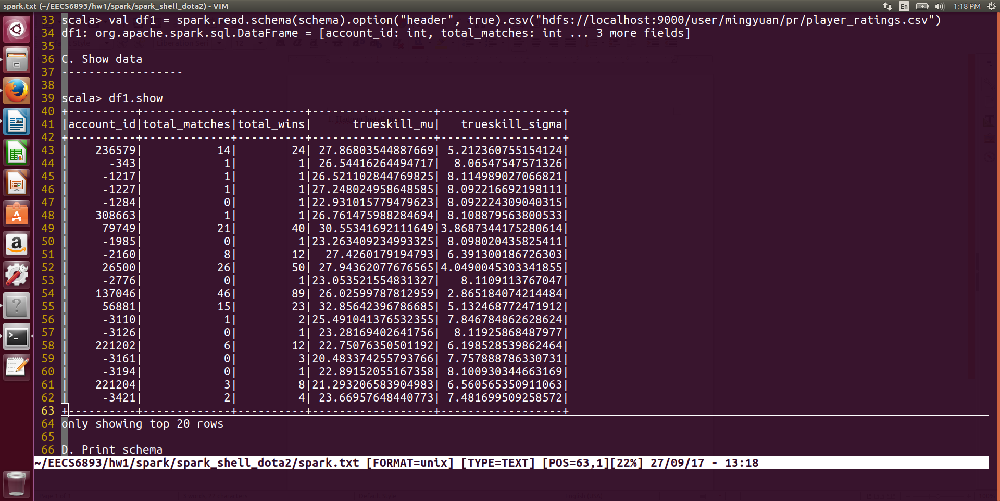 spark.txt (~/EECS6893/hw1/spark/spark_shell_dota2) - VIM
En
1:18 PM
33 scala> val df1 = spark.read.schema(schema).option("header", true).csv("hdfs://localhost:9000/user/mingyuan/pr/player_ratings.csv")
34 df1: org.apache.spark.sql.DataFrame = [account_id: int, total_matches: int ... 3 more fields]
35
36 C. Show data
37 ------------------
38
39 scala> df1.show
40 +----------+-------------+----------+------------------+------------------+
41 |account_id|total_matches|total_wins|      trueskill_mu|   trueskill_sigma|
42 +----------+-------------+----------+------------------+------------------+
43 |    236579|           14|        24| 27.86803544887669| 5.212360755154124|
44 |      -343|            1|         1| 26.54416264494717|  8.06547547571326|
45 |     -1217|            1|         1|26.521102844769825| 8.114989027066821|
46 |     -1227|            1|         1|27.248024958648585| 8.092216692198111|
47 |     -1284|            0|         1|22.931015779479623| 8.092224309040315|
48 |    308663|            1|         1|26.761475988284694| 8.108879563800533|
49 |     79749|           21|        40| 30.55341692111649|3.8687344175280614|
50 |     -1985|            0|         1|23.263409234993325| 8.098020435825411|
51 |     -2160|            8|        12|  27.4260179194793| 6.391300186726303|
52 |     26500|           26|        50| 27.94362077676565|4.0490045303341855|
53 |     -2776|            0|         1|23.053521554831327|   8.1109113767047|
54 |    137046|           46|        89| 26.02599787812959| 2.865184074214484|
55 |     56881|           15|        23| 32.85642396786685| 5.132468772471912|
56 |     -3110|            1|         2|25.491041376532355| 7.846784862628624|
57 |     -3126|            0|         1| 23.28169402641756|  8.11925868487977|
58 |    221202|            6|        12| 22.75076350501192| 6.198528539862464|
59 |     -3161|            0|         3|20.483374255793766| 7.757888786330731|
60 |     -3194|            0|         1| 22.89152055167358| 8.100930344663169|
61 |    221204|            3|         8|21.293206583904983| 6.560565350911063|
62 |     -3421|            2|         4| 23.66957648440773| 7.481699509258572|
63 +----------+-------------+----------+------------------+------------------+
64 only showing top 20 rows
65
66 D. Print schema
~/EECS6893/hw1/spark/spark_shell_dota2/spark.txt [FORMAT=unix] [TYPE=TEXT] [POS=63,1][22%] 27/09/17 - 13:18